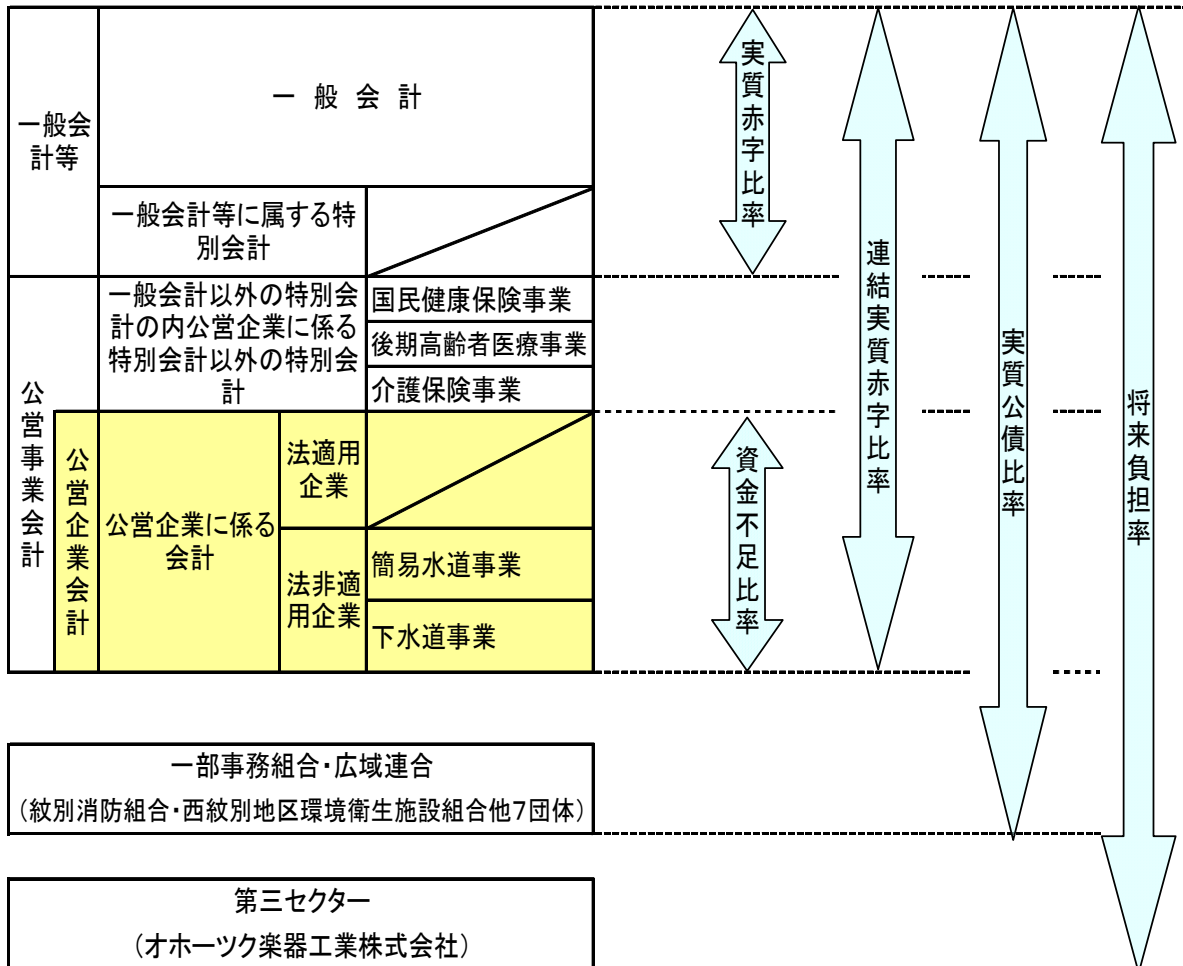 一般会
計等
一 般 会 計
一般会計等に属する特
別会計
公営事業会計
一般会計以外の特別会
計の内公営企業に係る
特別会計以外の特別会
計
国民健康保険事業
後期高齢者医療事業
介護保険事業
公営企業会計
公営企業に係る
会計
法適用
企業
法非適
用企業
簡易水道事業
下水道事業
実質赤字比率
資金不足比率
連結実質赤字比率
実質公債比率
将来負担率
一部事務組合・広域連合
(紋別消防組合・西紋別地区環境衛生施設組合他7団体)
第三セクター
(オホーツク楽器工業株式会社)